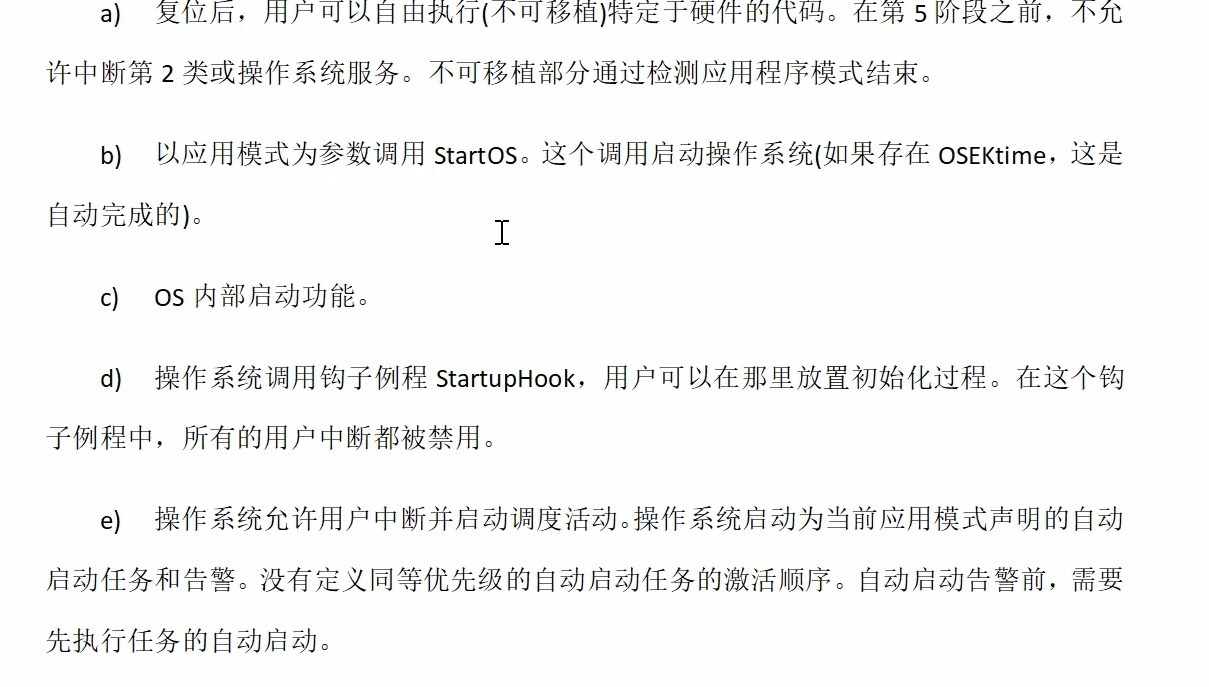 a) 复位后，用户可以自由执行(不可移植)特定于硬件的代码。在第 5 阶段之前，不允
许中断第 2 类或操作系统服务。不可移植部分通过检测应用程序模式结束。
b) 以应用模式为参数调用 StartOS。这个调用启动操作系统(如果存在 OSEKtime，这是
自动完成的)。
c) OS 内部启动功能。
d) 操作系统调用钩子例程 StartupHook，用户可以在那里放置初始化过程。在这个钩
子例程中，所有的用户中断都被禁用。
e) 操作系统允许用户中断并启动调度活动。操作系统启动为当前应用模式声明的自动
启动任务和告警。没有定义同等优先级的自动启动任务的激活顺序。自动启动告警前，需要
先执行任务的自动启动。